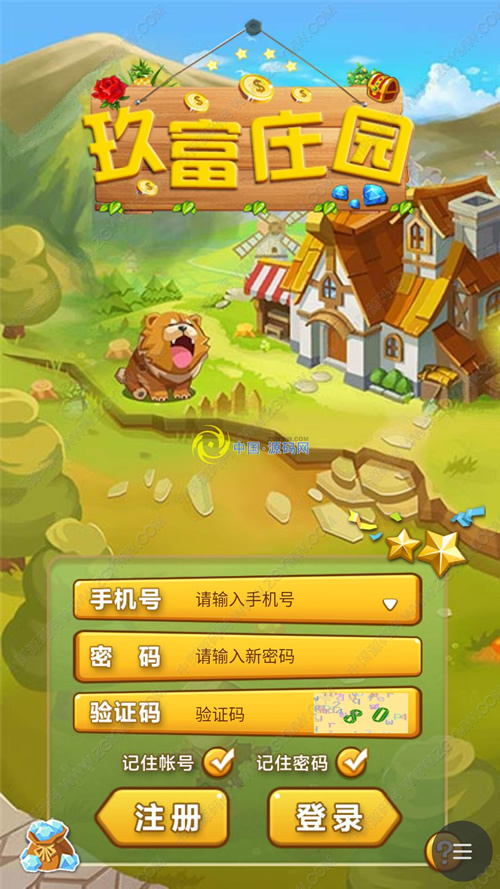 玖富庄园
中国·源码网
手机号 请输入手机号
密 码 请输入新密码
验证码 验证码 80
记住帐号 记住密码
注册 登录